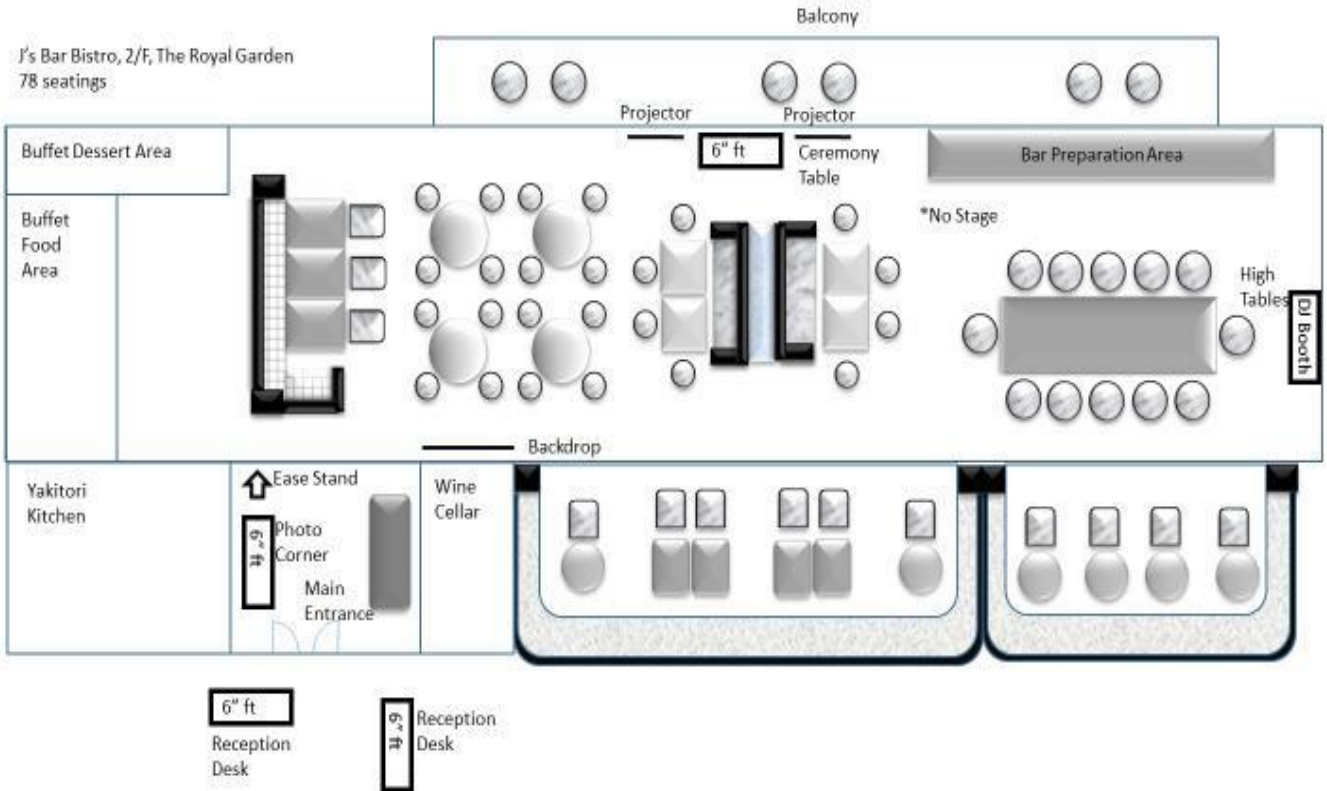 Balcony
J's Bar Bistro, 2/F, The Royal Garden
78 seatings
Projector
Projector
Buffet Dessert Area
6" ft
Ceremony
Table
Bar Preparation Area
Buffet
Food
Area
*No Stage
High
Tables
DJ Booth
Backdrop
Yakitori
Kitchen
Ease Stand
6" ft
Photo
Corner
Main
Entrance
Wine
Cellar
6" ft
Reception
Desk
6" ft
Reception
Desk